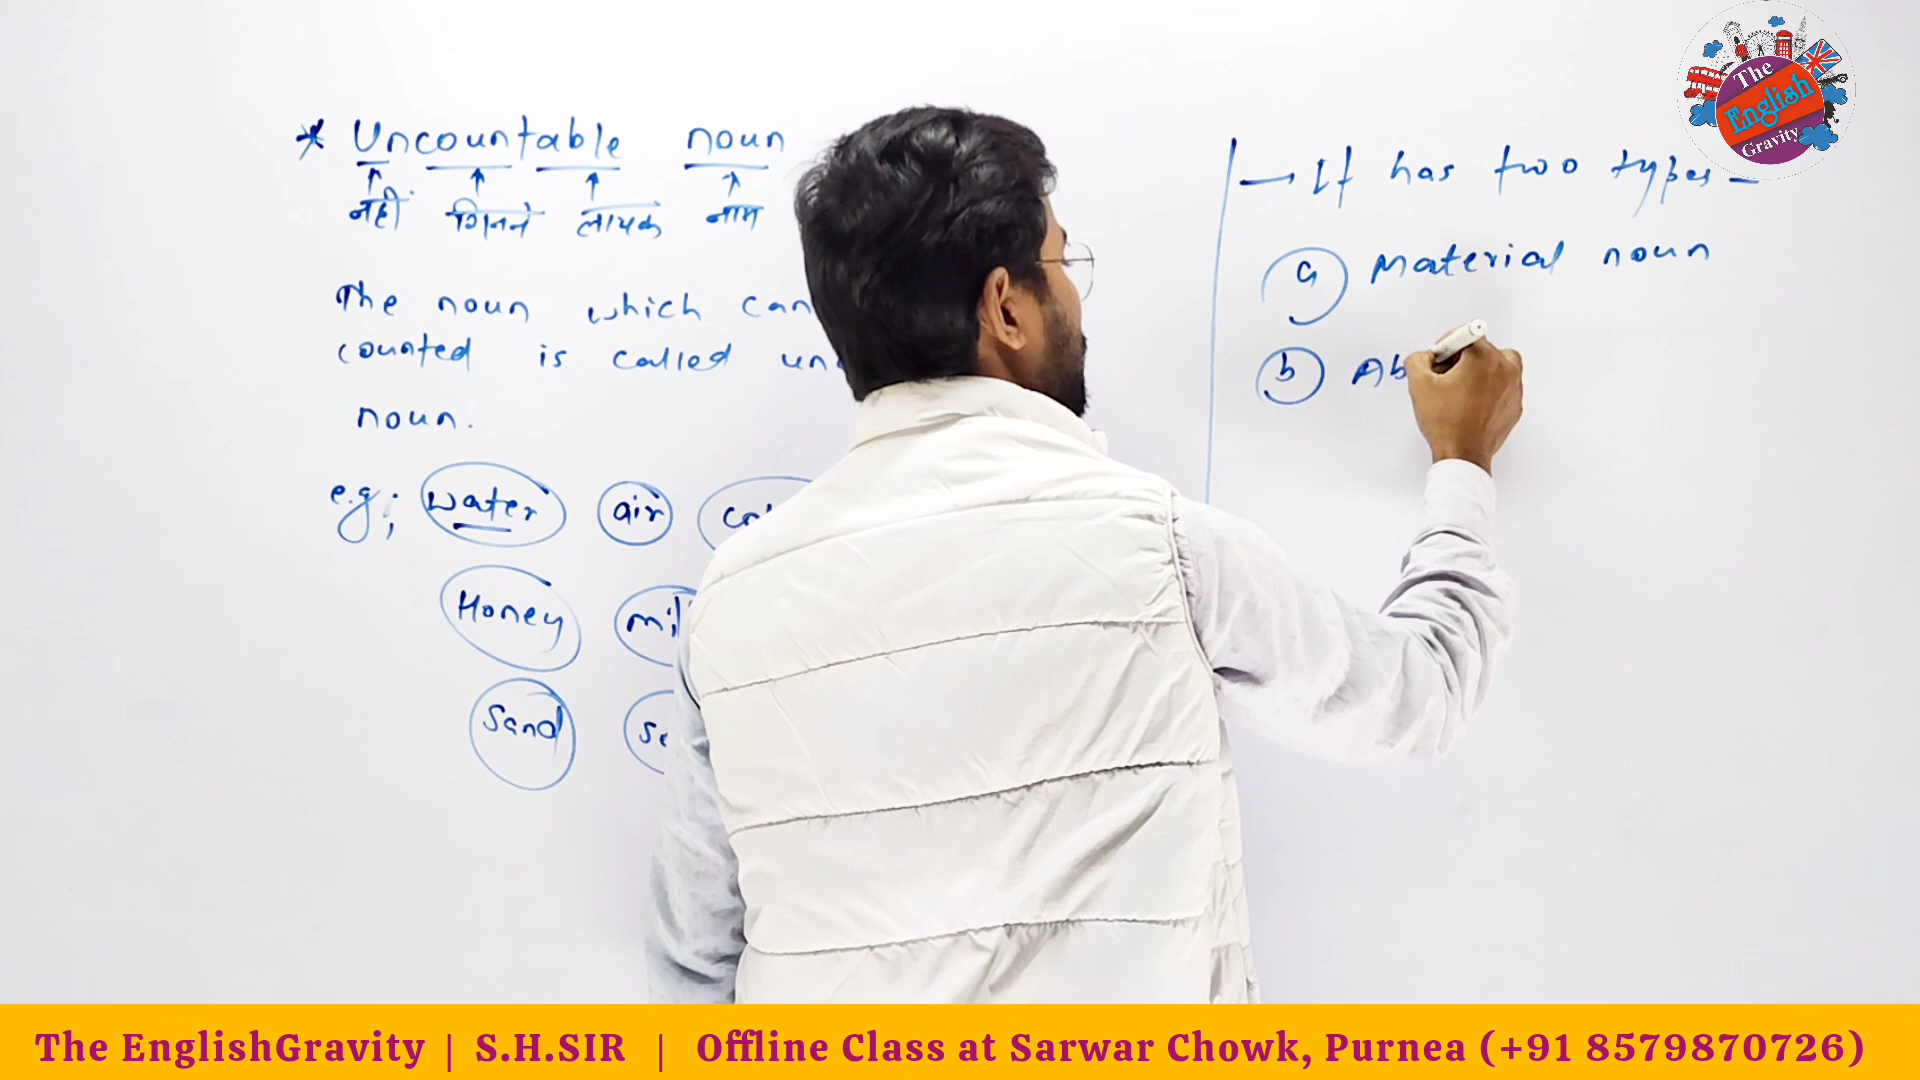 * Uncountable noun
नहीं गिनने लायक नाम
The noun which can
counted is called un
noun.
e.g; water air
Honey
Sand
→ It has two types -
a Material noun
b Ab
The English Gravity
The EnglishGravity | S.H.SIR | Offline Class at Sarwar Chowk, Purnea (+91 8579870726)